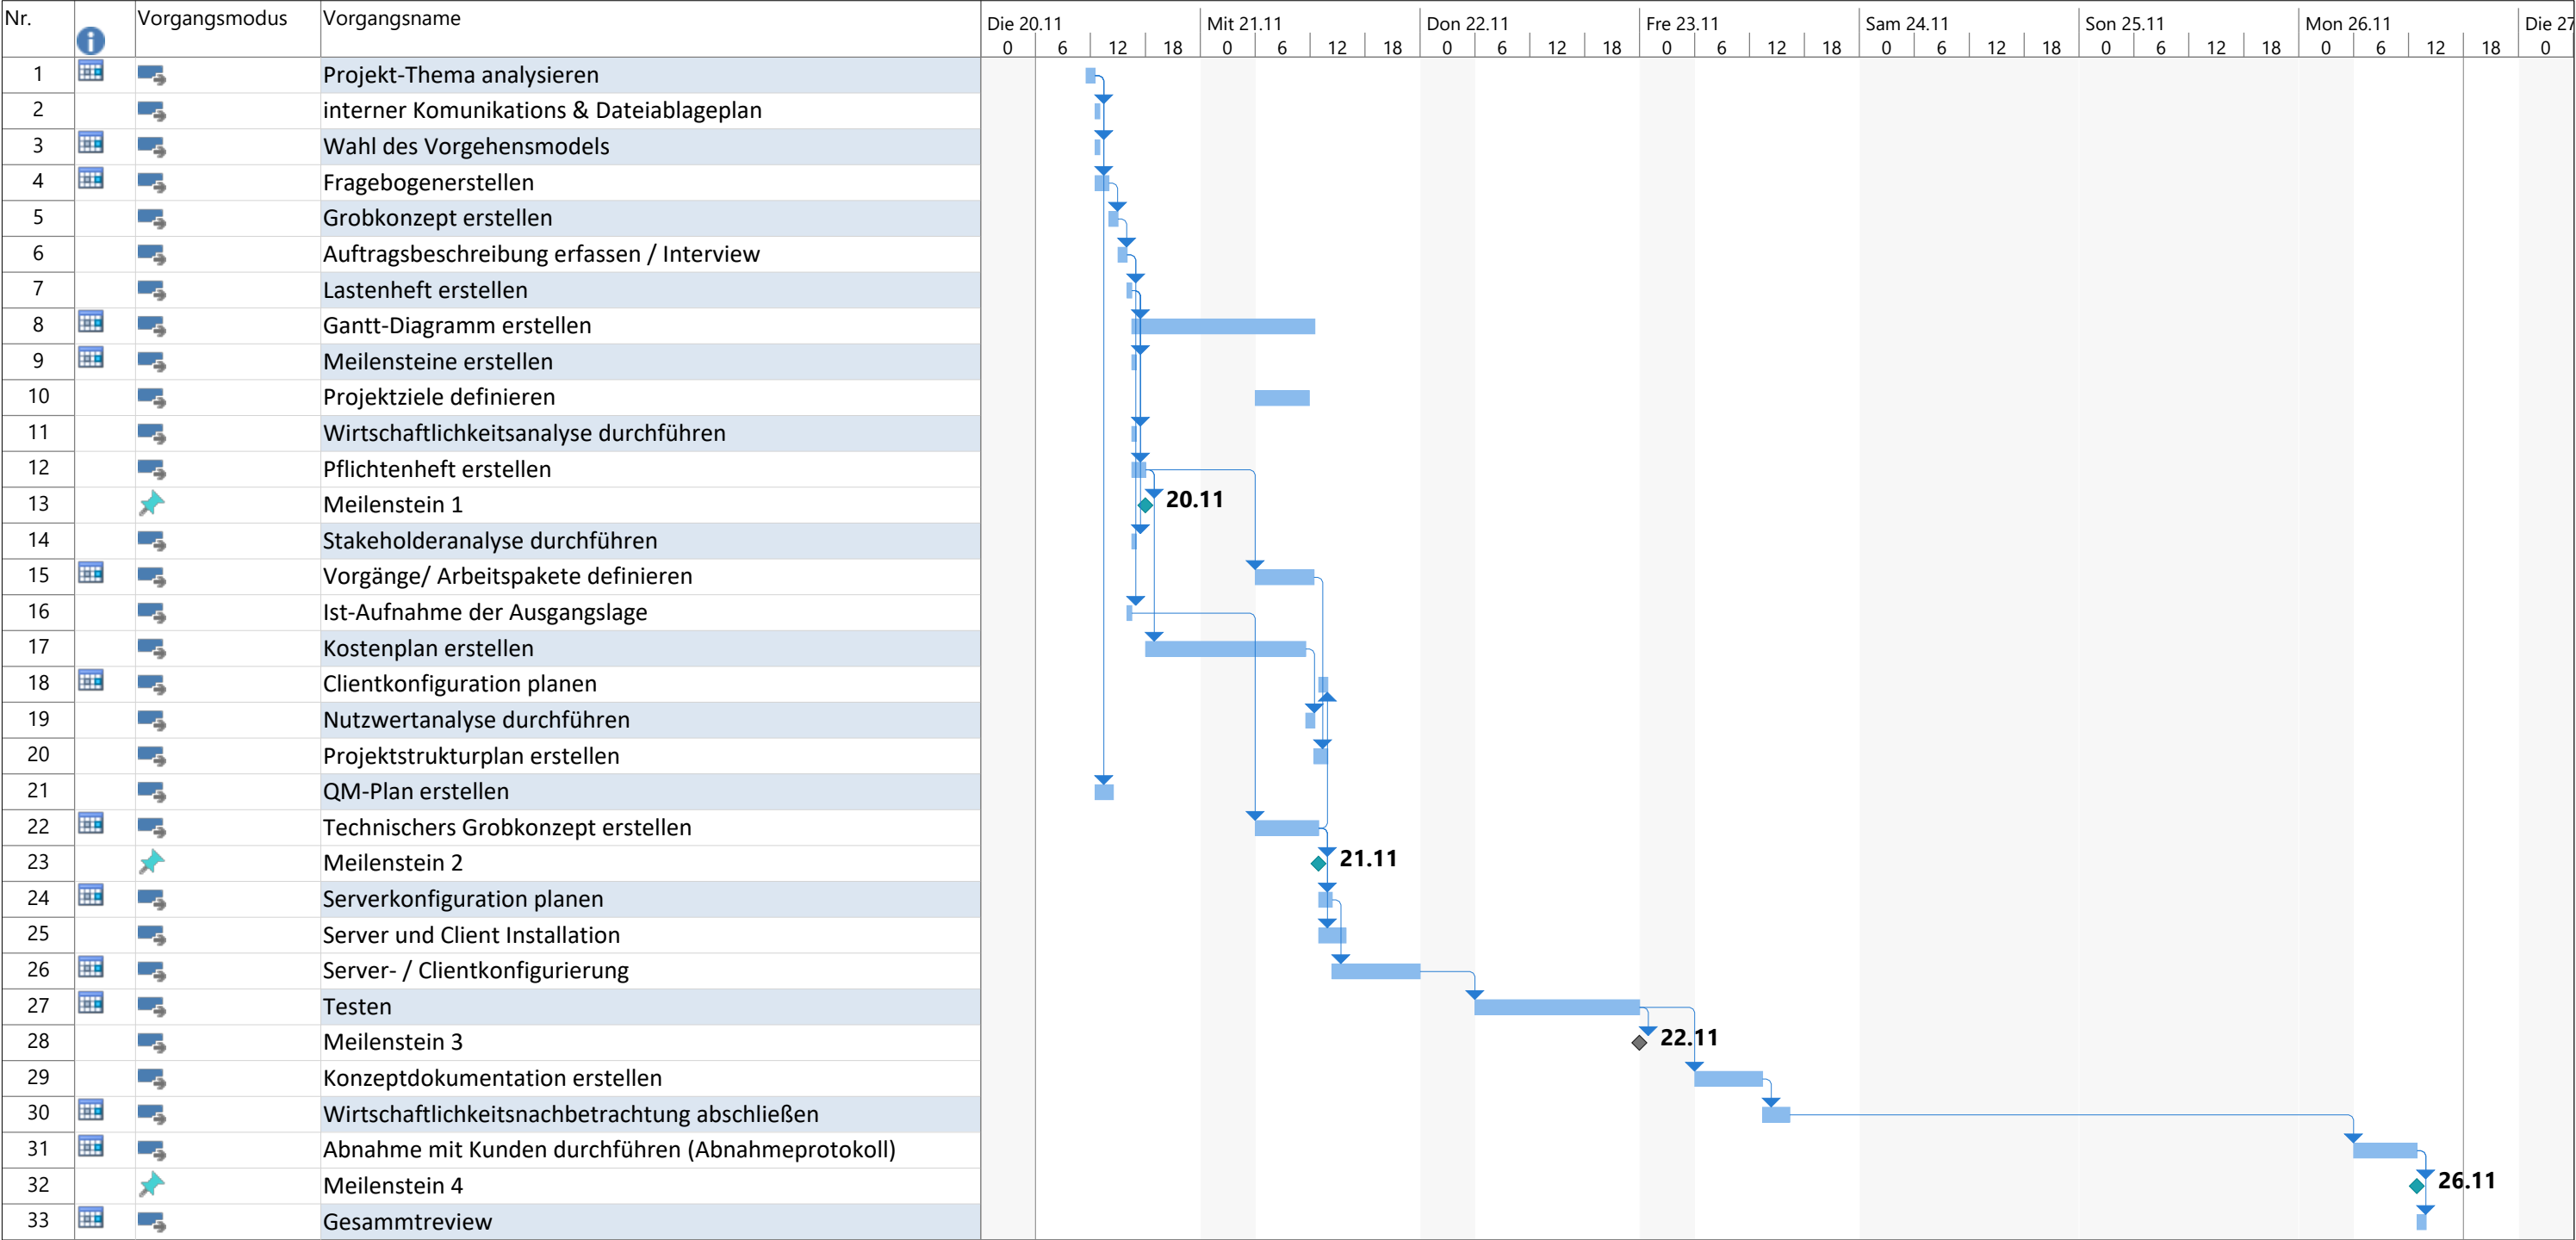 Nr. Vorgangsmodus Vorgangsname Die 20.11 Mit 21.11 Don 22.11 Fre 23.11 Sam 24.11 Son 25.11 Mon 26.11 Die 27
0 6 12 18 0 6 12 18 0 6 12 18 0 6 12 18 0 6 12 18 0 6 12 18 0 6 12 18 0
1 Projekt-Thema analysieren
2 interner Komunikations & Dateiablageplan
3 Wahl des Vorgehensmodels
4 Fragebogenerstellen
5 Grobkonzept erstellen
6 Auftragsbeschreibung erfassen / Interview
7 Lastenheft erstellen
8 Gantt-Diagramm erstellen
9 Meilensteine erstellen
10 Projektziele definieren
11 Wirtschaftlichkeitsanalyse durchführen
12 Pflichtenheft erstellen
13 Meilenstein 1 20.11
14 Stakeholderanalyse durchführen
15 Vorgänge/ Arbeitspakete definieren
16 Ist-Aufnahme der Ausgangslage
17 Kostenplan erstellen
18 Clientkonfiguration planen
19 Nutzwertanalyse durchführen
20 Projektstrukturplan erstellen
21 QM-Plan erstellen
22 Technischers Grobkonzept erstellen
23 Meilenstein 2 21.11
24 Serverkonfiguration planen
25 Server und Client Installation
26 Server- / Clientkonfigurierung
27 Testen
28 Meilenstein 3 22.11
29 Konzeptdokumentation erstellen
30 Wirtschaftlichkeitsnachbetrachtung abschließen
31 Abnahme mit Kunden durchführen (Abnahmeprotokoll)
32 Meilenstein 4 26.11
33 Gesammtreview